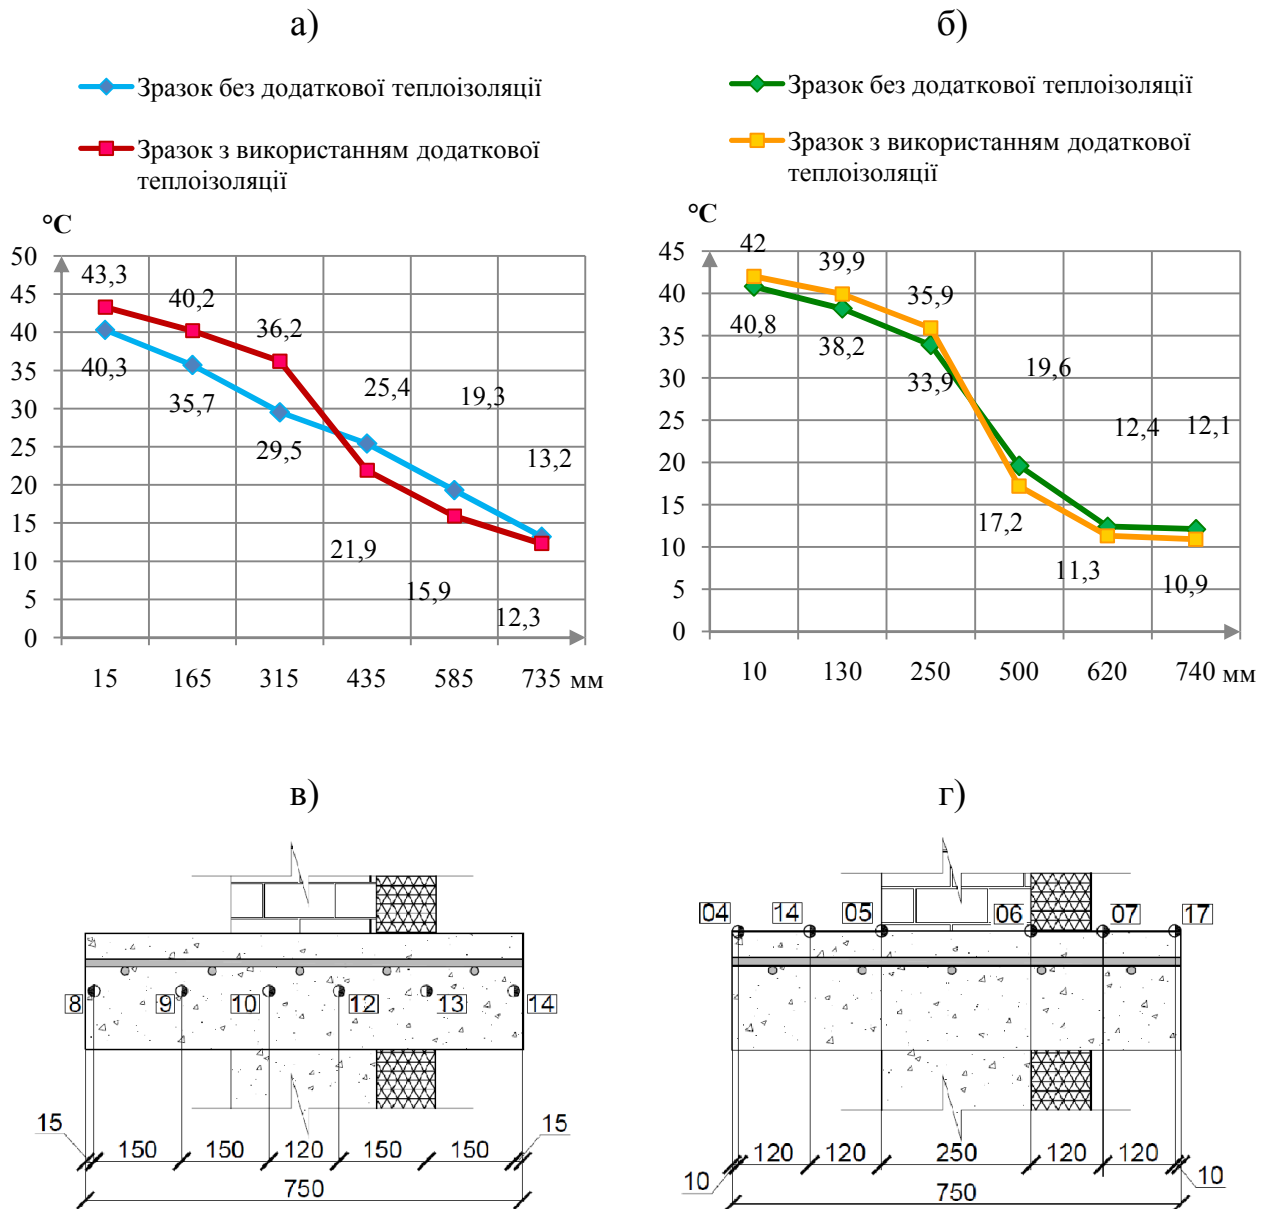 а)
Зразок без додаткової теплоізоляції
Зразок з використанням додаткової
теплоізоляції
°С
50
45
40
35
30
25
20
15
10
5
0
43,3
40,2
36,2
25,4
19,3
13,2
40,3
35,7
29,5
21,9
15,9
12,3
15 165 315 435 585 735 мм
б)
Зразок без додаткової теплоізоляції
Зразок з використанням додаткової
теплоізоляції
°С
45
40
35
30
25
20
15
10
5
0
42
39,9
35,9
19,6
12,4
12,1
40,8
38,2
33,9
17,2
11,3
10,9
10 130 250 500 620 740 мм
в)
8 9 10 12 13 14
15 150 150 120 150 150 15
750
г)
04 14 05 06 07 17
10 120 120 250 120 120 10
750